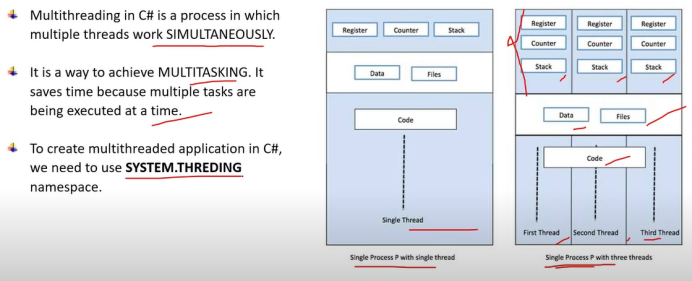 Multithreading in C# is a process in which
multiple threads work SIMULTANEOUSLY.
It is a way to achieve MULTITASKING. It
saves time because multiple tasks are
being executed at a time.
To create multithreaded application in C#,
we need to use SYSTEM.THREDING
namespace.
Register Counter Stack
Data Files
Code
Single Thread
Single Process P with single thread
Register Register Register
Counter Counter Counter
Stack Stack Stack
Data Files
Code
First Thread Second Thread Third Thread
Single Process P with three threads